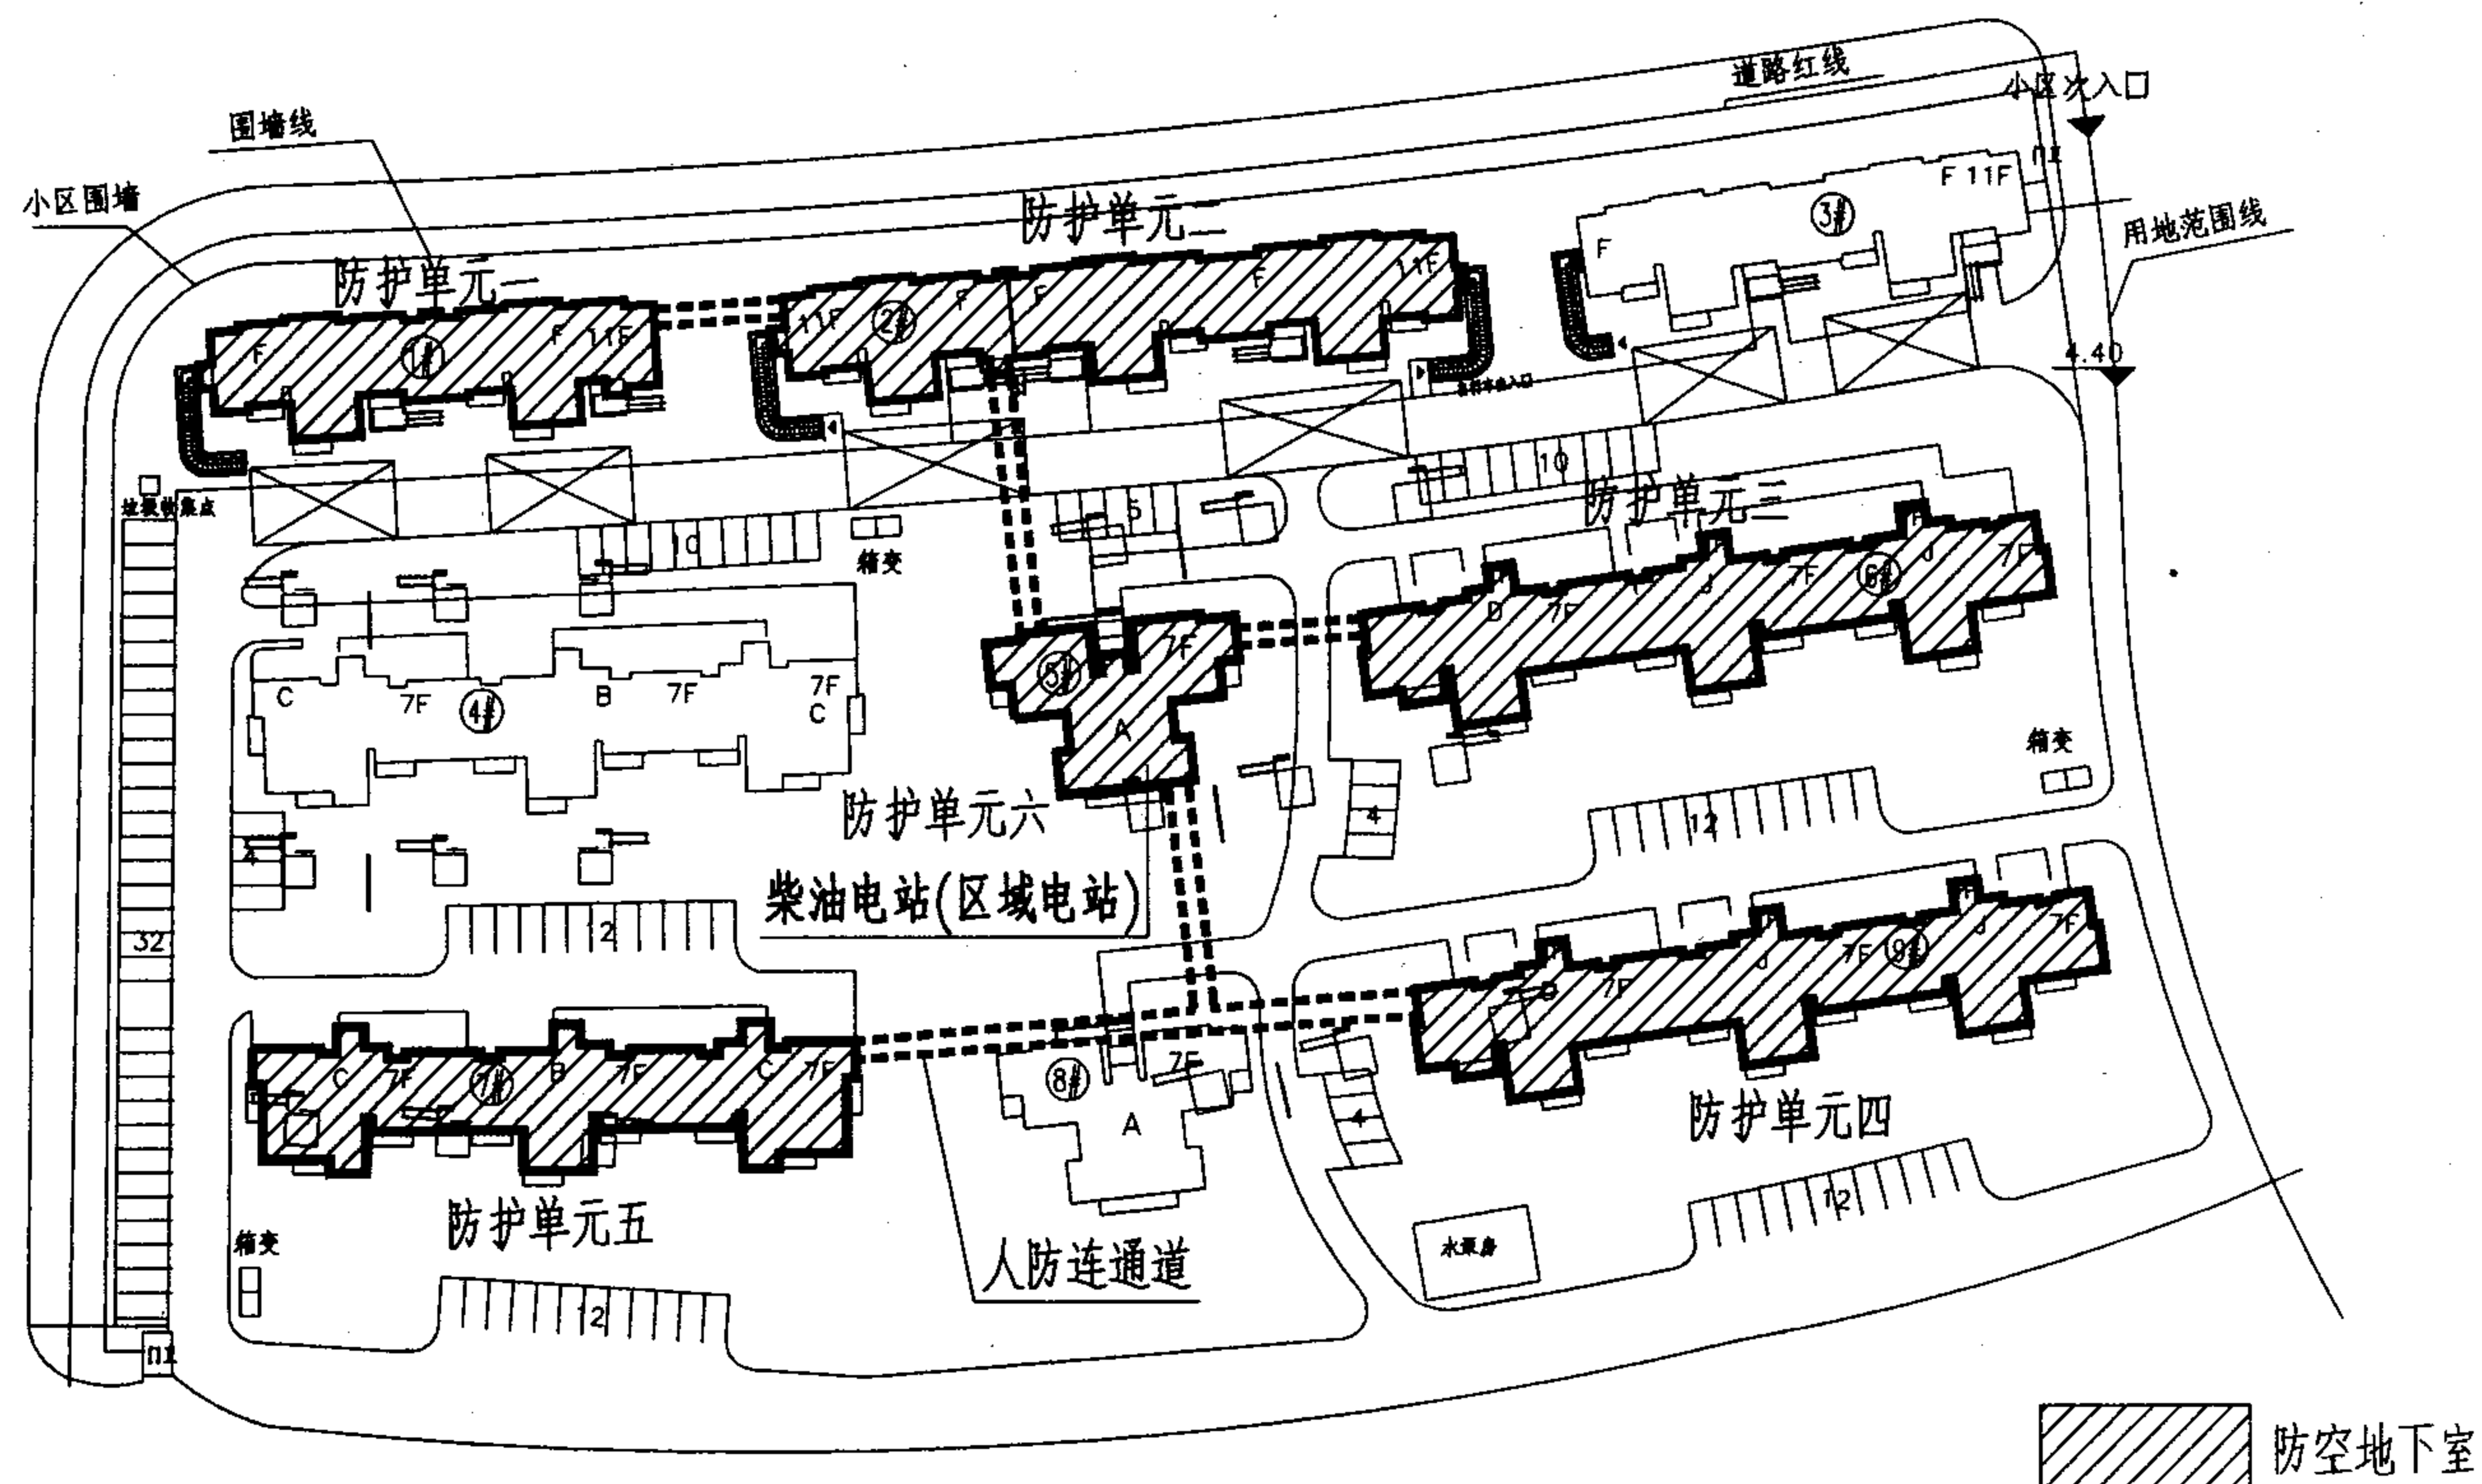 道路红线
小区次入口
围墙线
小区围墙
防护单元二
F 11F
3#
F
用地范围线
防护单元一
11F
2#
F
F
F
11F
F
1#
F
11F
4.40
垃圾收集点
10
5
10
箱变
防护单元三
D
7F
J
7F
6#
J
7F
5#
7F
A
C
7F
4#
B
7F
7F
C
箱变
防护单元六
4
12
4
柴油电站(区域电站)
32
12
D
7F
J
7F
9#
J
7F
C
7F
7#
B
7F
C
7F
8#
7F
A
4
防护单元四
防护单元五
12
箱变
人防连通道
水泵房
12
防空地下室